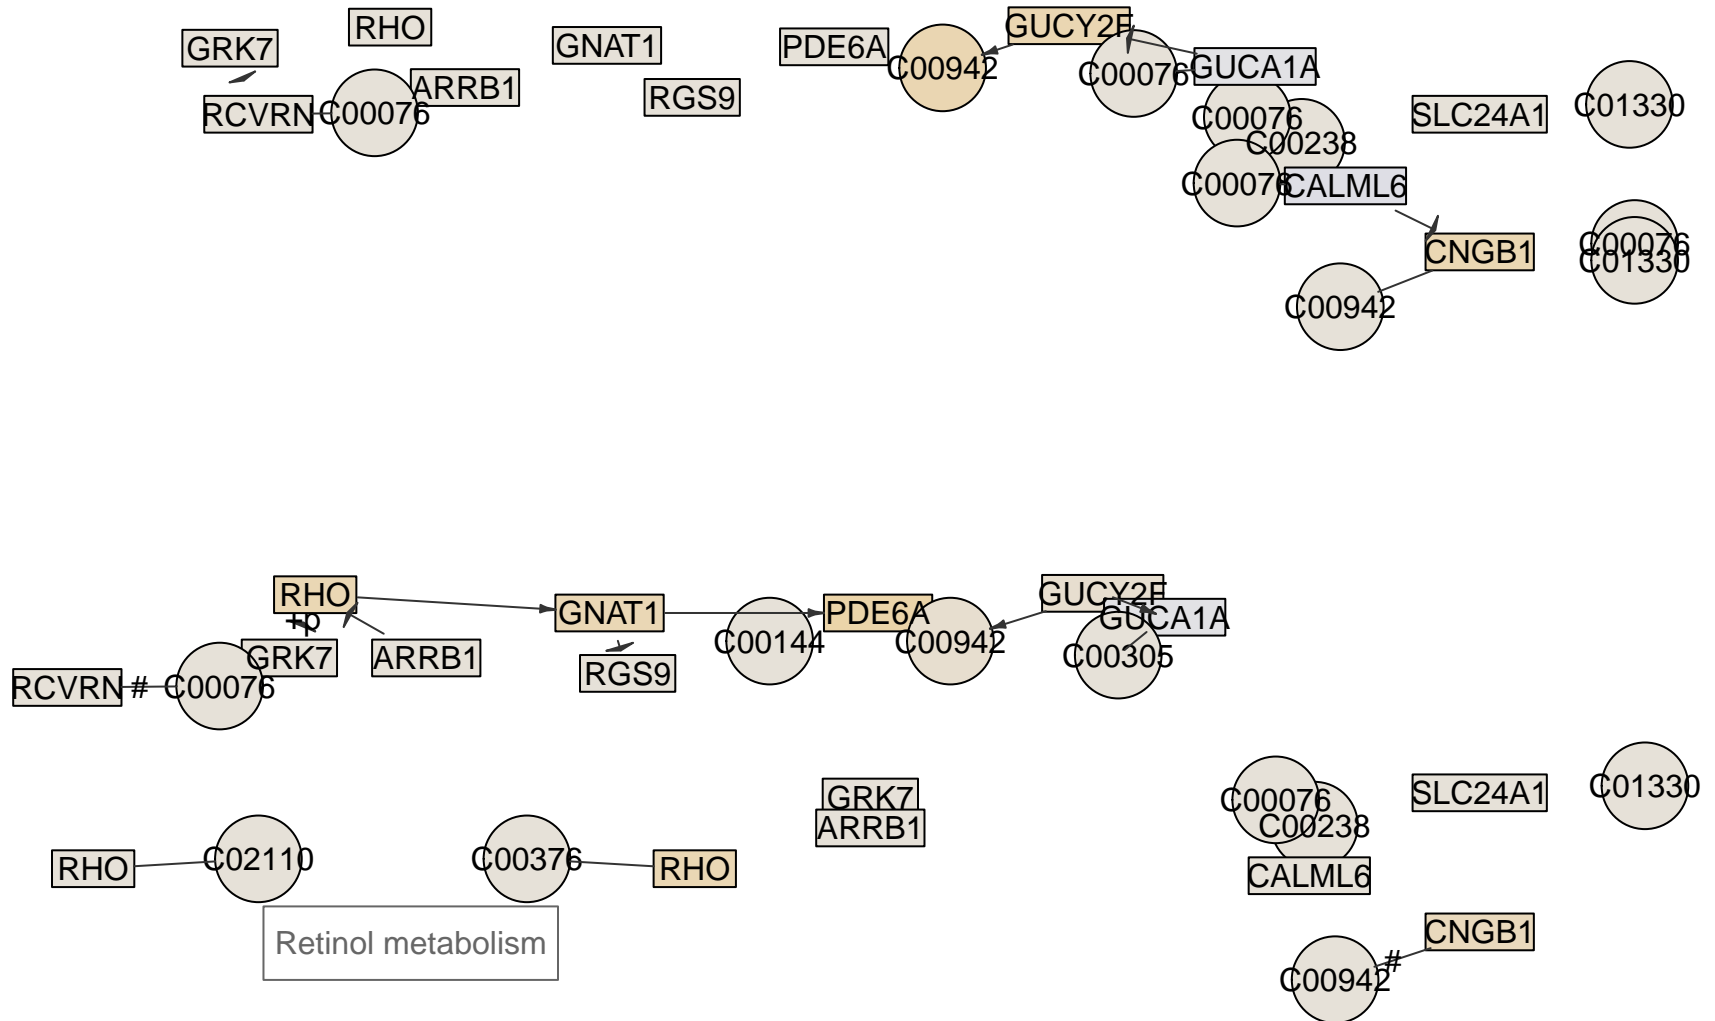 RHO
GRK7
GNAT1
PDE6A
GUCY2F
C00942
C00076
GUCA1A
ARRB1
RGS9
RCVRN
C00076
C00076
C00238
SLC24A1
C01330
C00076
CALML6
CNGB1
C00076
C01330
C00942
RHO
+p
GNAT1
PDE6A
GUCY2F
GUCA1A
GRK7
ARRB1
RGS9
C00144
C00942
C00305
RCVRN
#
C00076
GRK7
ARRB1
C00076
C00238
SLC24A1
C01330
RHO
C02110
C00376
RHO
CALML6
Retinol metabolism
CNGB1
#
C00942